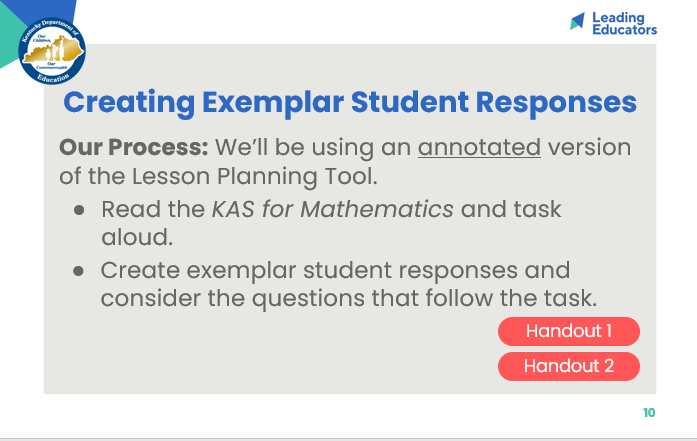 Kentucky Department of
Our
Children,
Our
Commonwealth
Education
Leading
Educators
Creating Exemplar Student Responses
Our Process: We'll be using an annotated version
of the Lesson Planning Tool.
● Read the KAS for Mathematics and task
aloud.
● Create exemplar student responses and
consider the questions that follow the task.
Handout 1
Handout 2
10